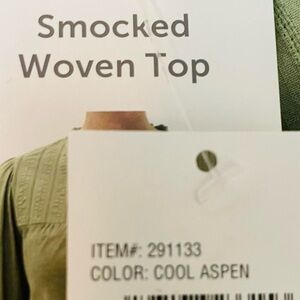 Smocked
Woven Top
ITEM#: 291133
COLOR: COOL ASPEN